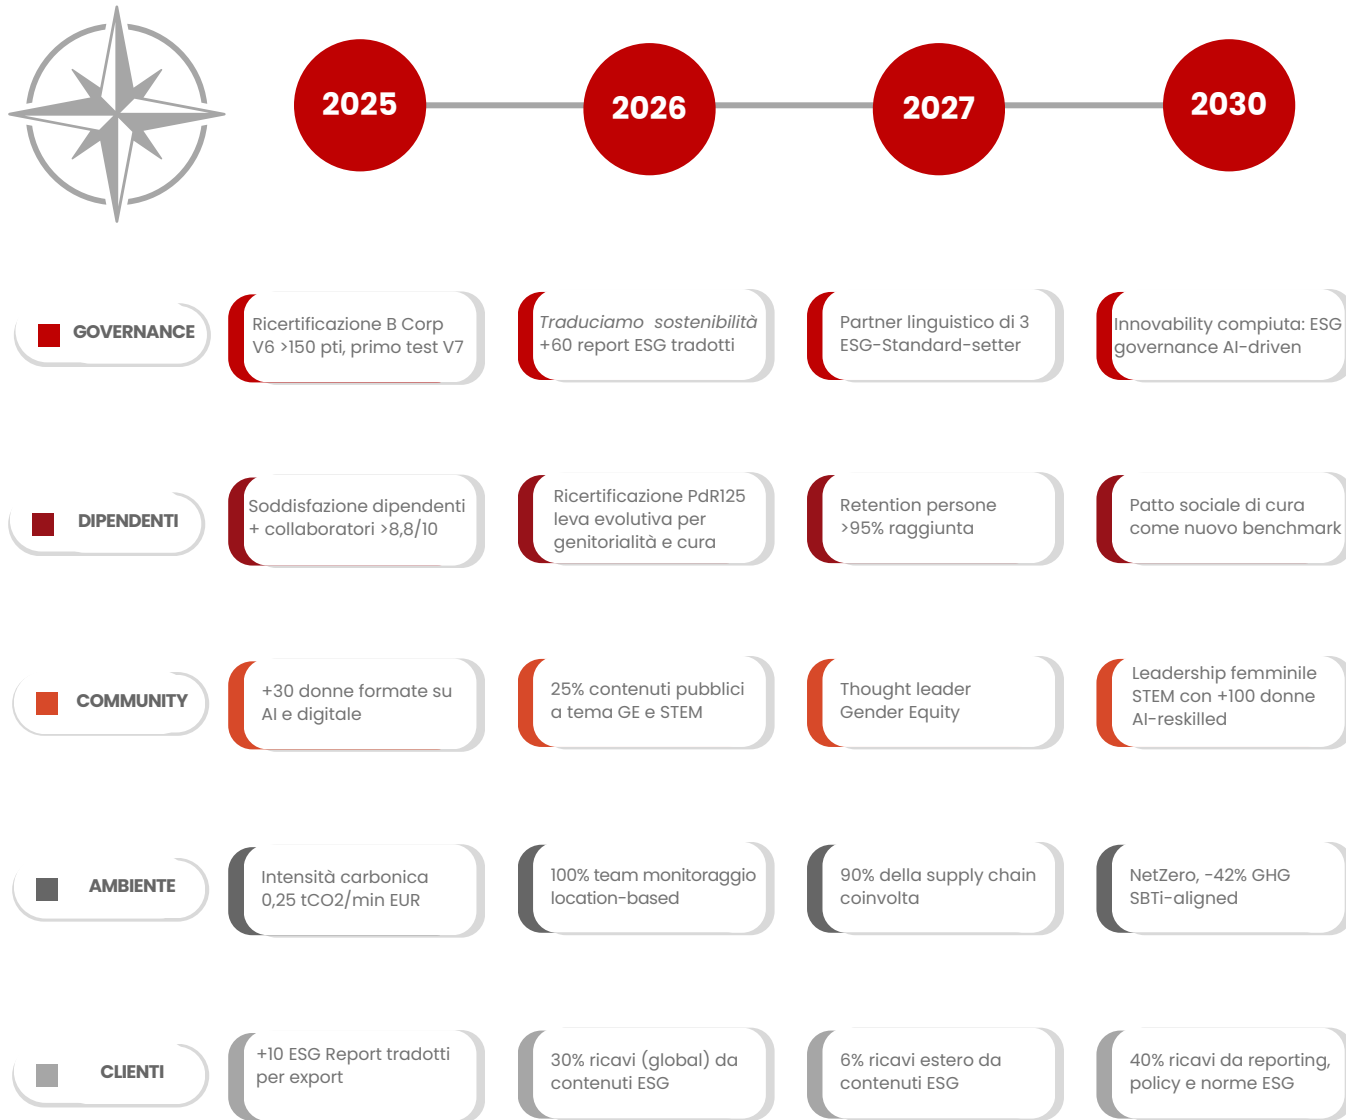 2025
2026
2027
2030
GOVERNANCE
Ricertificazione B Corp
V6 >150 pti, primo test V7
Traduciamo sostenibilità
+60 report ESG tradotti
Partner linguistico di 3
ESG-Standard-setter
Innovability compiuta: ESG
governance AI-driven
DIPENDENTI
Soddisfazione dipendenti
+ collaboratori >8,8/10
Ricertificazione PdR125
leva evolutiva per
genitorialità e cura
Retention persone
>95% raggiunta
Patto sociale di cura
come nuovo benchmark
COMMUNITY
+30 donne formate su
AI e digitale
25% contenuti pubblici
a tema GE e STEM
Thought leader
Gender Equity
Leadership femminile
STEM con +100 donne
AI-reskilled
AMBIENTE
Intensità carbonica
0,25 tCO2/mln EUR
100% team monitoraggio
location-based
90% della supply chain
coinvolta
NetZero, -42% GHG
SBTi-aligned
CLIENTI
+10 ESG Report tradotti
per export
30% ricavi (global) da
contenuti ESG
6% ricavi estero da
contenuti ESG
40% ricavi da reporting,
policy e norme ESG